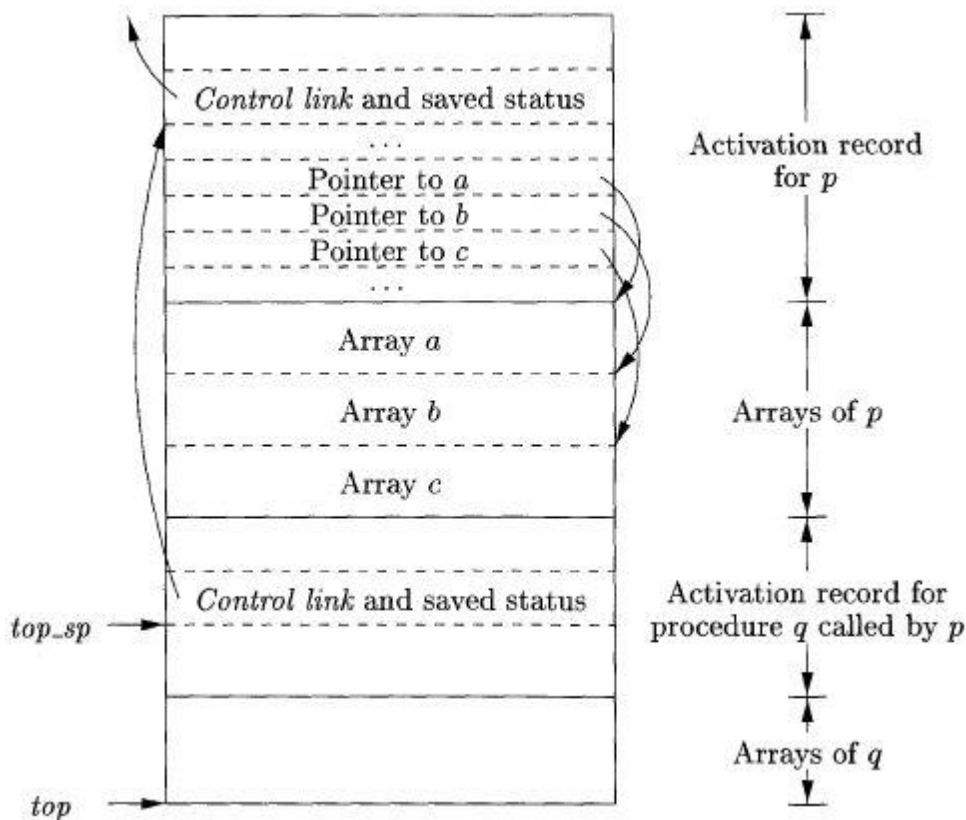 Control link and saved status
...
Pointer to a
Pointer to b
Pointer to c
...
Array a
Array b
Array c
Control link and saved status
top_sp
top
Activation record
for p
Arrays of p
Activation record for
procedure q called by p
Arrays of q